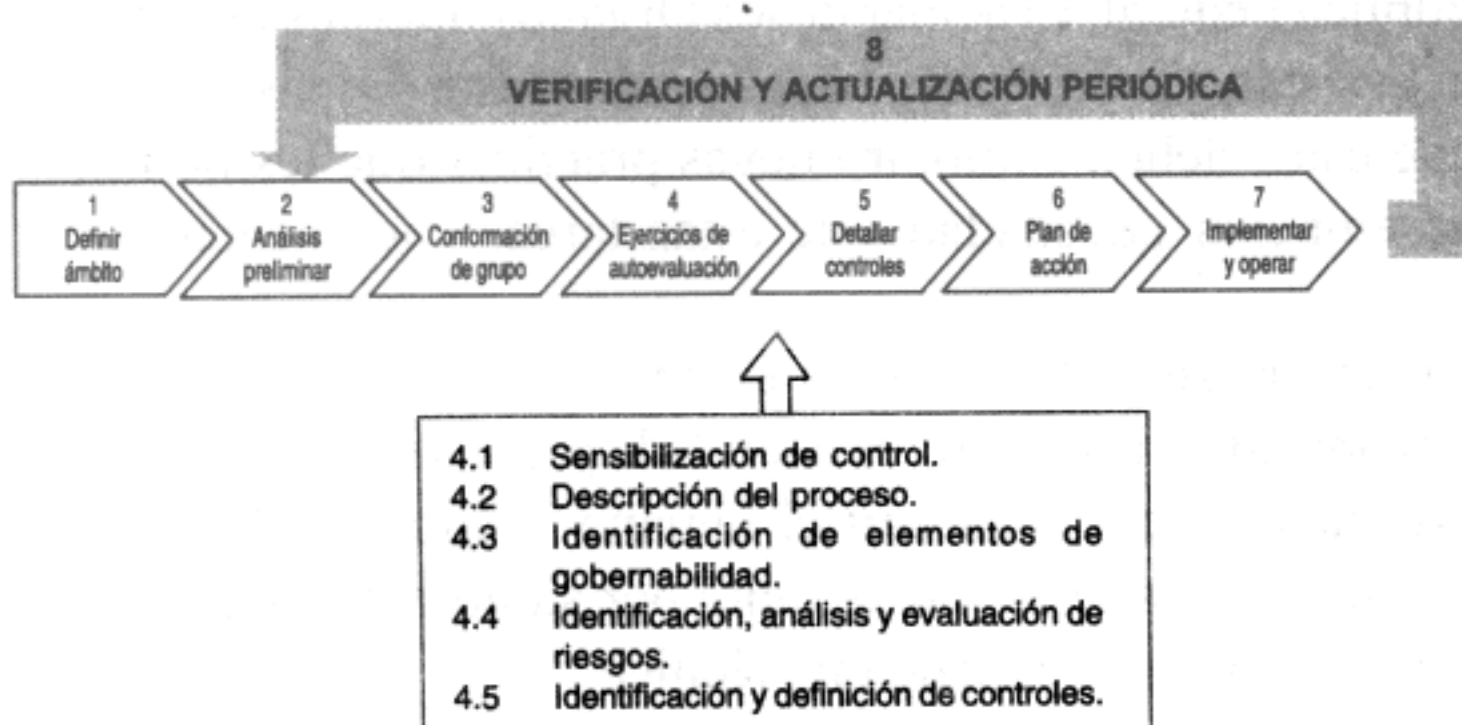 8
VERIFICACIÓN Y ACTUALIZACIÓN PERIÓDICA
1
Definir
ámbito
2
Análisis
preliminar
3
Conformación
de grupo
4
Ejercicios de
autoevaluación
5
Detallar
controles
6
Plan de
acción
7
Implementar
y operar
4.1 Sensibilización de control.
4.2 Descripción del proceso.
4.3 Identificación de elementos de
gobernabilidad.
4.4 Identificación, análisis y evaluación de
riesgos.
4.5 Identificación y definición de controles.